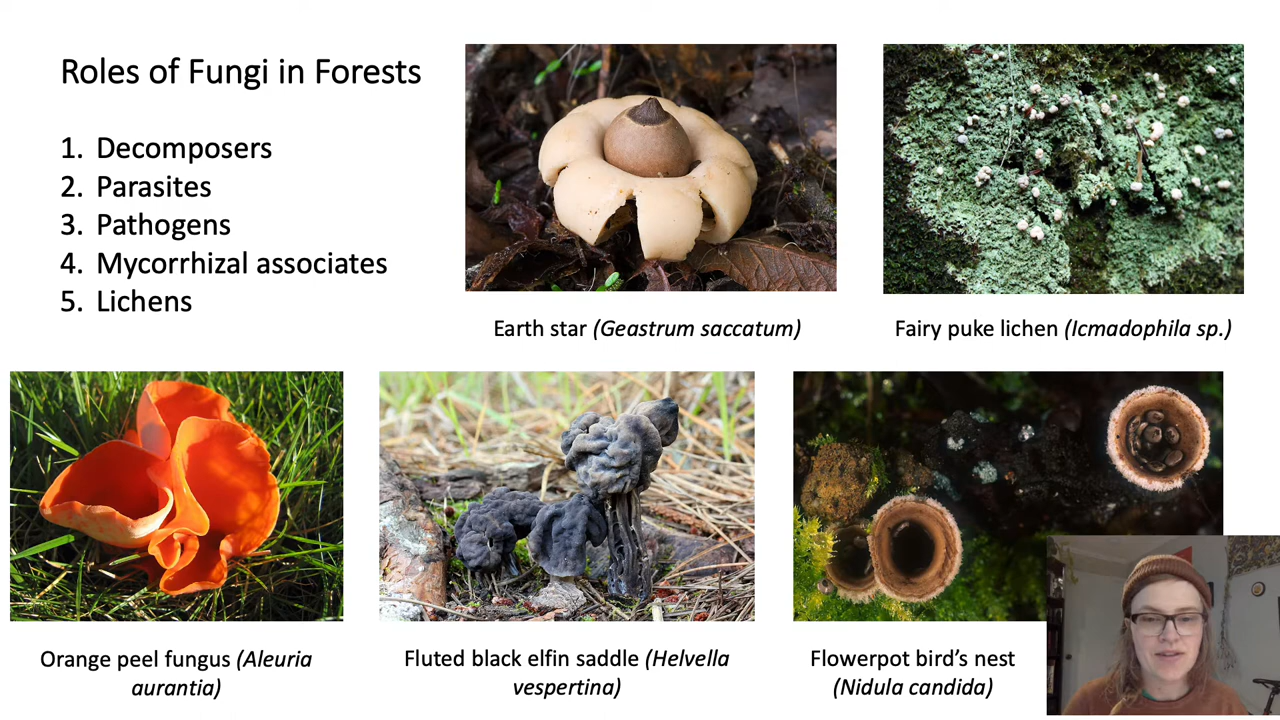 Roles of Fungi in Forests
1. Decomposers
2. Parasites
3. Pathogens
4. Mycorrhizal associates
5. Lichens
Earth star (Geastrum saccatum)
Fairy puke lichen (Icmadophila sp.)
Orange peel fungus (Aleuria
aurantia)
Fluted black elfin saddle (Helvella
vespertina)
Flowerpot bird’s nest
(Nidula candida)